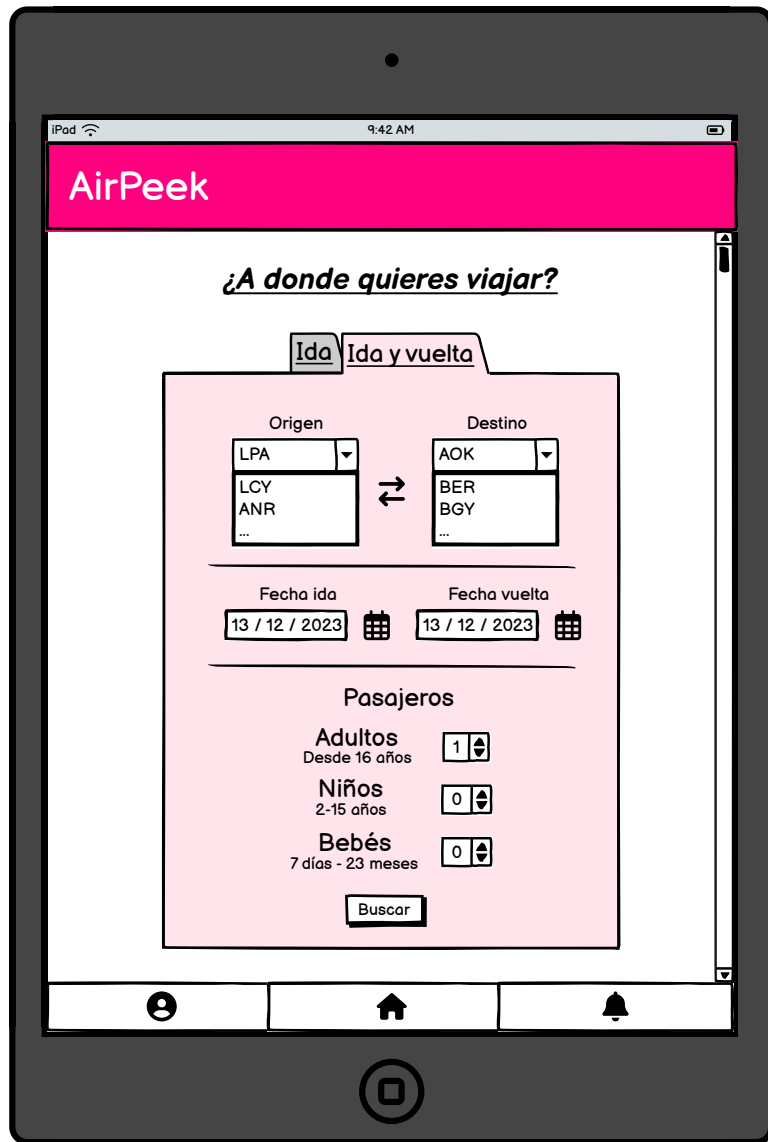 iPad 9:42 AM
AirPeek
¿A donde quieres viajar?
Ida Ida y vuelta
Origen Destino
LPA AOK
LCY BER
ANR BGY
... ...
Fecha ida Fecha vuelta
13 / 12 / 2023 13 / 12 / 2023
Pasajeros
Adultos 1
Desde 16 años
Niños 0
2-15 años
Bebés 0
7 días - 23 meses
Buscar